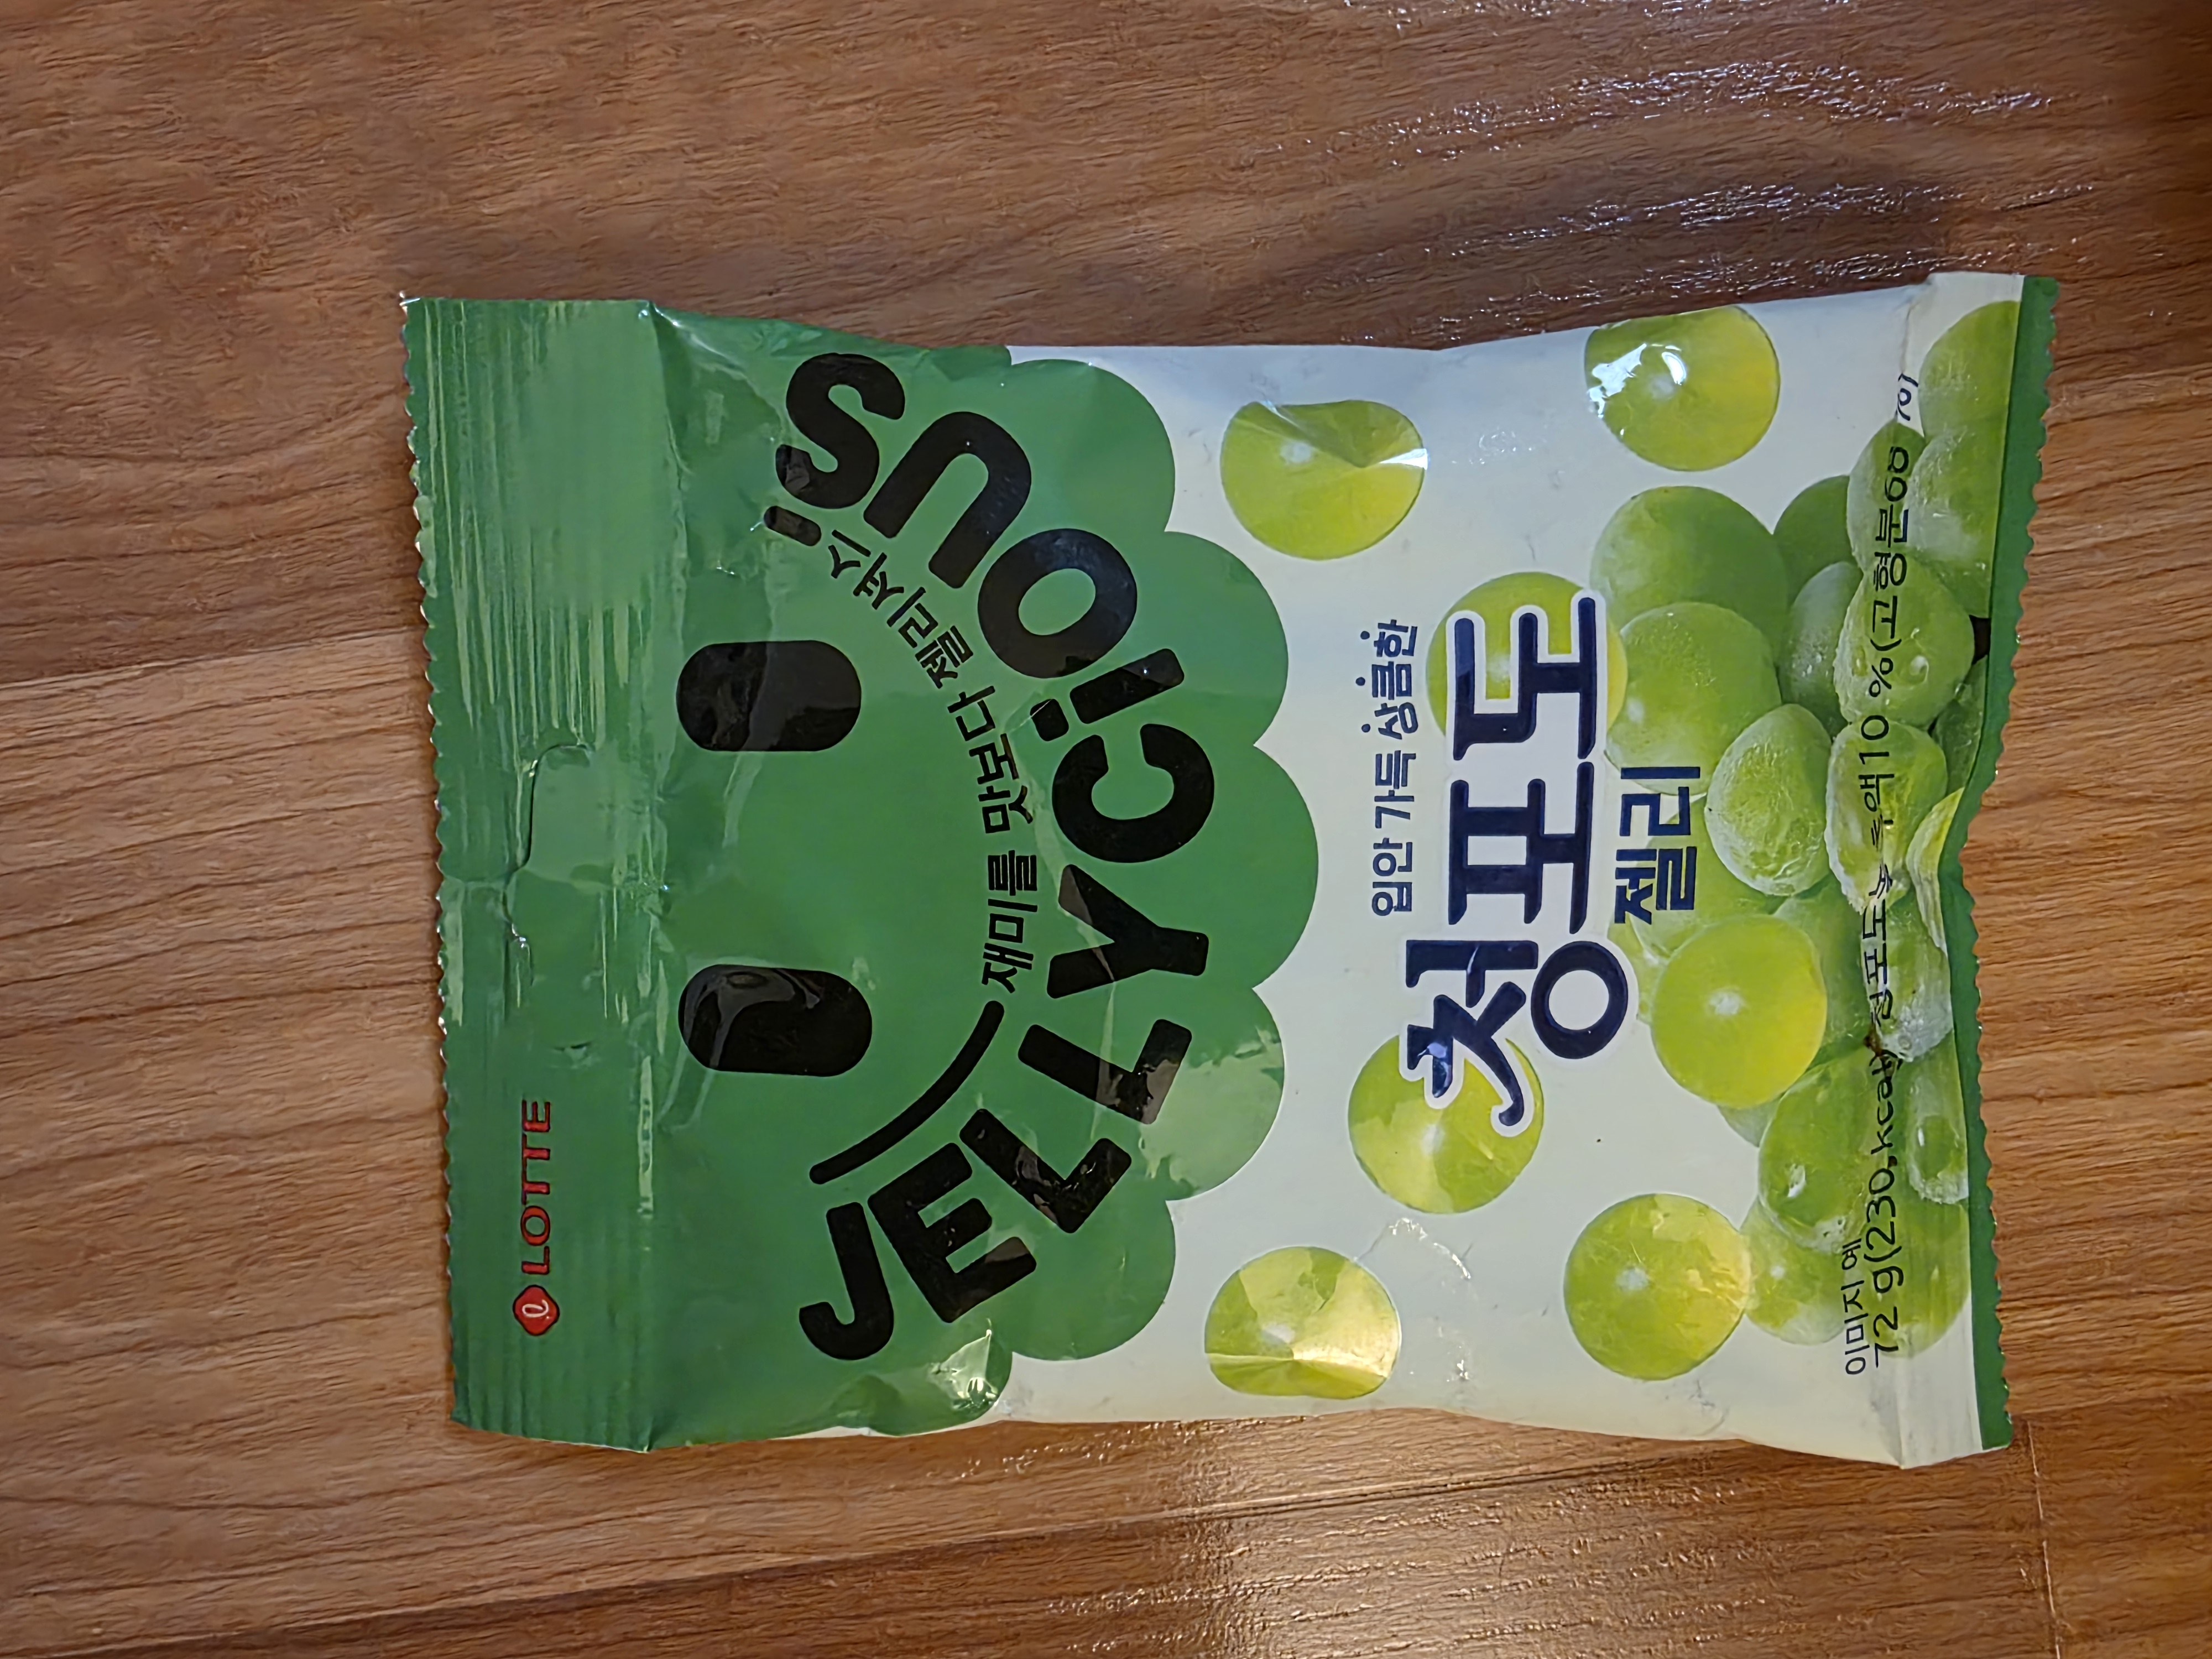 LOTTE
재미를 맛보다 젤리셔스!
JELLYCIOUS
입안 가득 상큼한
청포도
젤리
이미지 예
72 g(230 kcal) 청포도농축액10 %(고형분